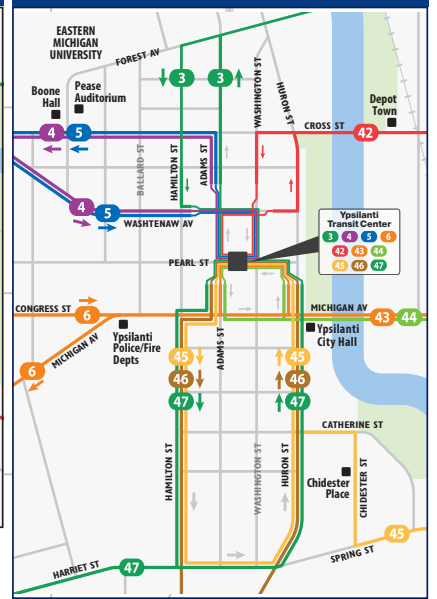 EASTERN
MICHIGAN
UNIVERSITY
FOREST AV
WASHINGTON ST
HURON ST
3
3
Boone
Hall
Pease
Auditorium
Depot
Town
4
5
CROSS ST
42
BALLARD ST
HAMILTON ST
ADAMS ST
4
5
WASHTENAW AV
Ypsilanti
Transit Center
3
4
5
6
42
43
44
45
46
47
PEARL ST
CONGRESS ST
6
MICHIGAN AV
43
44
Ypsilanti
Police/Fire
Depts
Ypsilanti
City Hall
MICHIGAN AV
6
ADAMS ST
45
46
47
45
46
47
CATHERINE ST
HAMILTON ST
WASHINGTON ST
HURON ST
Chidester
Place
CHIDESTER ST
45
SPRING ST
HARRIET ST
47